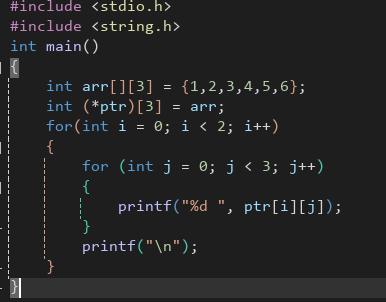 #include <stdio.h>
#include <string.h>
int main()
{
    int arr[][3] = {1,2,3,4,5,6};
    int (*ptr)[3] = arr;
    for(int i = 0; i < 2; i++)
    {
        for (int j = 0; j < 3; j++)
        {
            printf("%d ", ptr[i][j]);
        }
        printf("\n");
    }
}